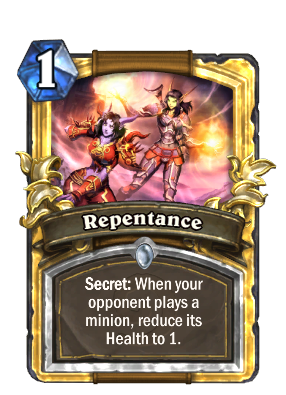 1
Repentance
Secret: When your
opponent plays a
minion, reduce its
Health to 1.